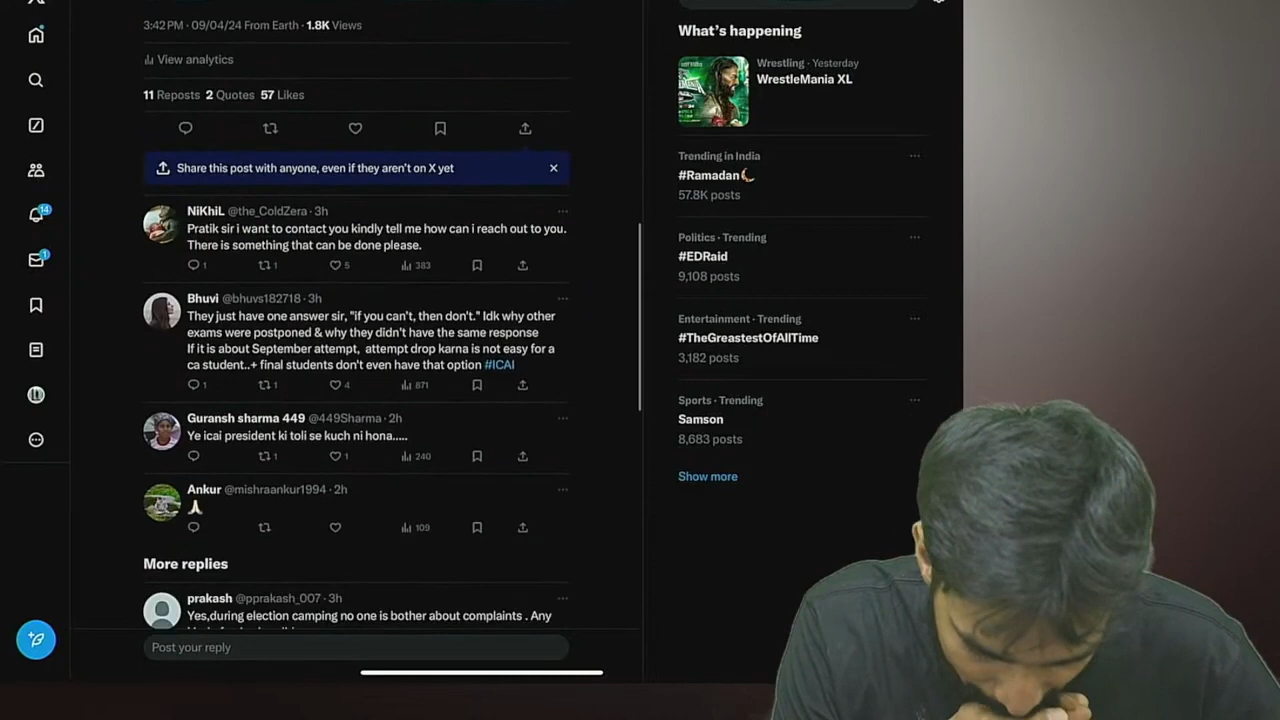 3:42 PM · 09/04/24 From Earth · 1.8K Views
View analytics
11 Reposts 2 Quotes 57 Likes
Share this post with anyone, even if they aren't on X yet
NiKhiL @the_ColdZera · 3h
Pratik sir i want to contact you kindly tell me how can i reach out to you.
There is something that can be done please.
1 1 5 383
Bhuvi @bhuvs182718 · 3h
They just have one answer sir, "if you can't, then don't." Idk why other
exams were postponed & why they didn't have the same response
If it is about September attempt, attempt drop karna is not easy for a
ca student..+ final students don't even have that option #ICAI
1 1 4 871
Guransh sharma 449 @449Sharma · 2h
Ye icai president ki toli se kuch ni hona.....
1 1 240
Ankur @mishraankur1994 · 2h
🙏🏻
109
More replies
prakash @pprakash_007 · 3h
Yes,during election camping no one is bother about complaints . Any
Post your reply
14
1
What's happening
Wrestling · Yesterday
WrestleMania XL
Trending in India
#Ramadan🌙
57.8K posts
Politics · Trending
#EDRaid
9,108 posts
Entertainment · Trending
#TheGreatestOfAllTime
3,182 posts
Sports · Trending
Samson
8,683 posts
Show more